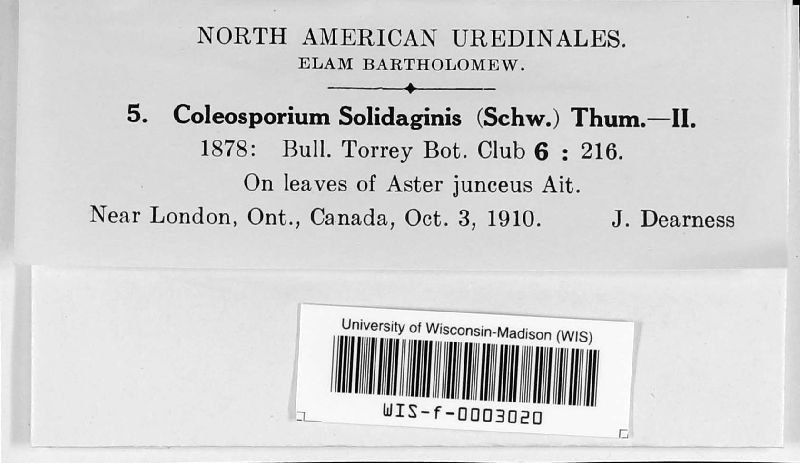 NORTH AMERICAN UREDINALES.
ELAM BARTHOLOMEW.
5. Coleosporium Solidaginis (Schw.) Thum.—II.
1878: Bull. Torrey Bot. Club 6 : 216.
On leaves of Aster junceus Ait.
Near London, Ont., Canada, Oct. 3, 1910. J. Dearness
University of Wisconsin-Madison (WIS)
WIS-f-0003020